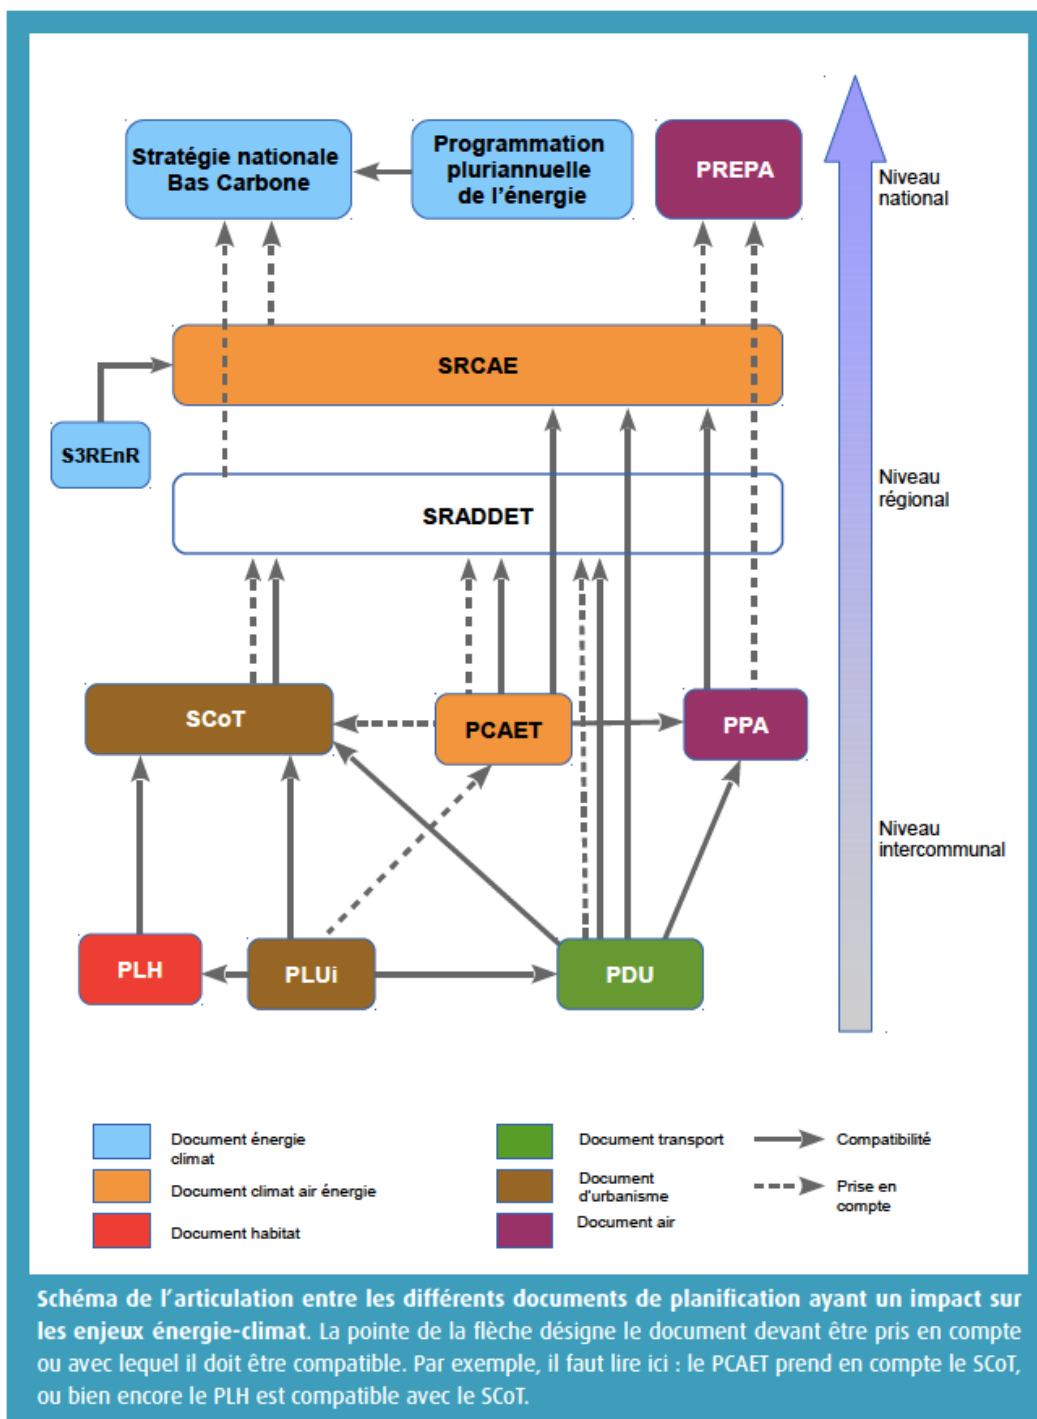 Stratégie nationale
Bas Carbone
Programmation
pluriannuelle
de l'énergie
PREPA
Niveau
national
SRCAE
S3REnR
Niveau
régional
SRADDET
SCoT
PCAET
PPA
Niveau
intercommunal
PLH
PLUi
PDU
Document énergie
climat
Document climat air énergie
Document habitat
Document transport
Document
d'urbanisme
Document air
Compatibilité
Prise en
compte
Schéma de l'articulation entre les différents documents de planification ayant un impact sur
les enjeux énergie-climat. La pointe de la flèche désigne le document devant être pris en compte
ou avec lequel il doit être compatible. Par exemple, il faut lire ici : le PCAET prend en compte le SCoT,
ou bien encore le PLH est compatible avec le SCoT.